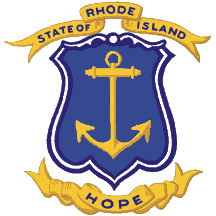 STATE OF RHODE ISLAND
HOPE